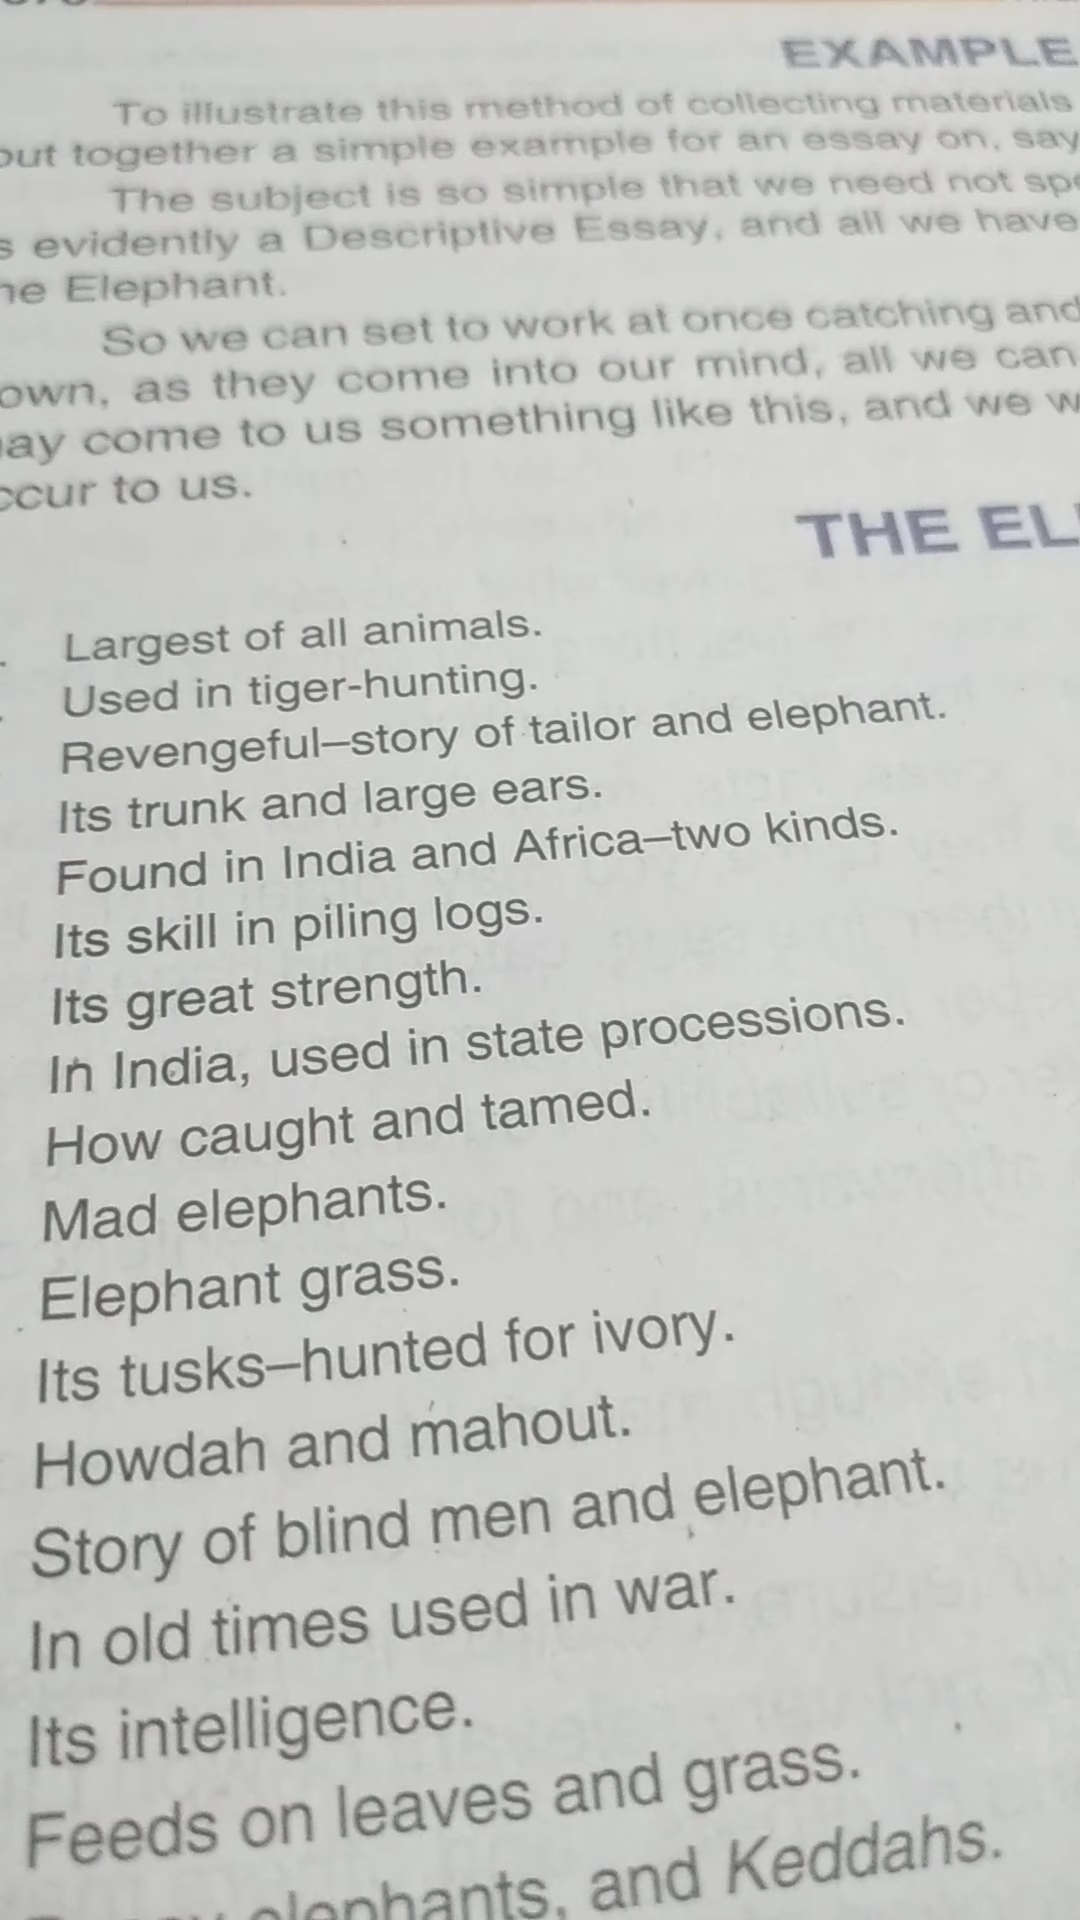 EXAMPLE
To illustrate this method of collecting materials
out together a simple example for an essay on, say
The subject is so simple that we need not spe
s evidently a Descriptive Essay, and all we have
he Elephant.
So we can set to work at once catching and
own, as they come into our mind, all we can
ay come to us something like this, and we w
ccur to us.
THE EL
Largest of all animals.
Used in tiger-hunting.
Revengeful–story of tailor and elephant.
Its trunk and large ears.
Found in India and Africa–two kinds.
Its skill in piling logs.
Its great strength.
In India, used in state processions.
How caught and tamed.
Mad elephants.
Elephant grass.
Its tusks–hunted for ivory.
Howdah and mahout.
Story of blind men and elephant.
In old times used in war.
Its intelligence.
Feeds on leaves and grass.
elephants, and Keddahs.